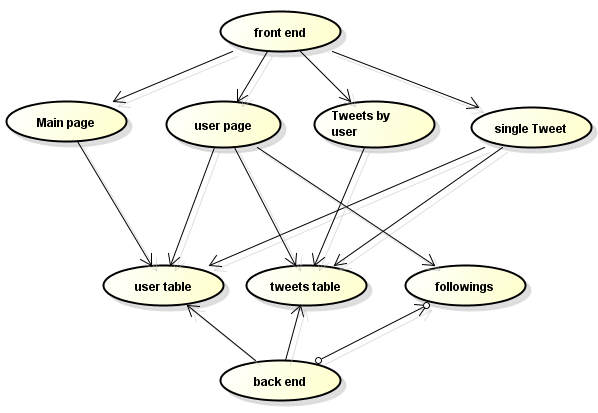 front end
Main page
user page
Tweets by
user
single Tweet
user table
tweets table
followings
back end